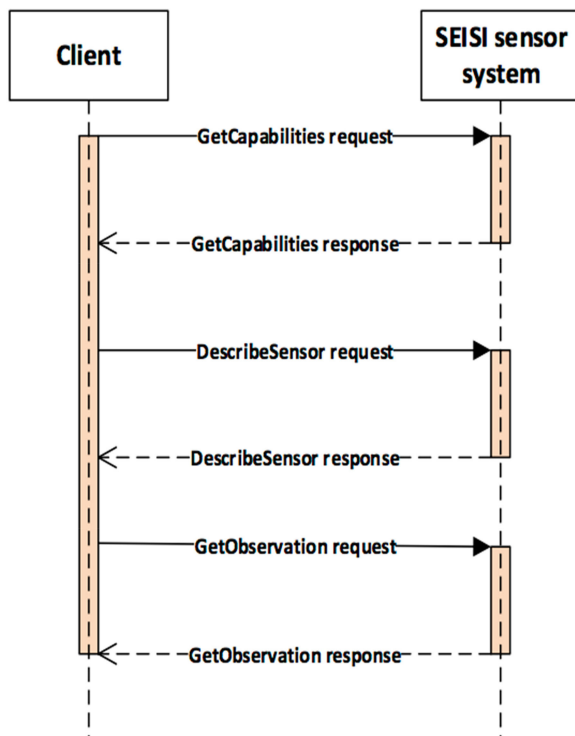 Client
SEISI sensor
system
GetCapabilities request
GetCapabilities response
DescribeSensor request
DescribeSensor response
GetObservation request
GetObservation response